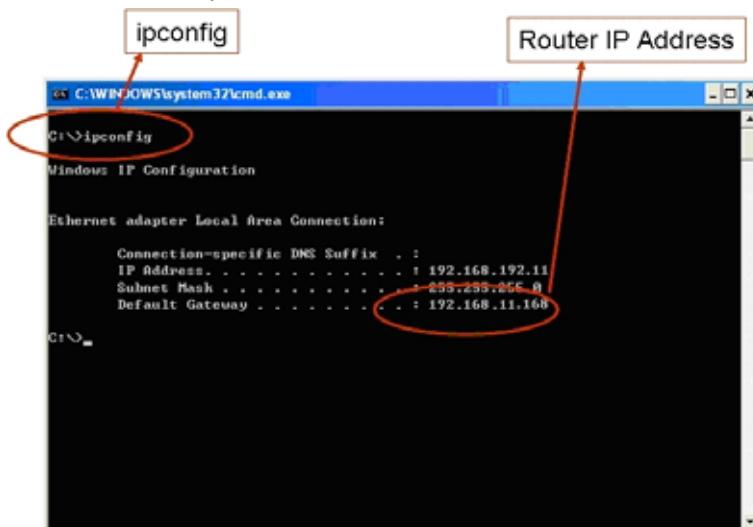 ipconfig
Router IP Address
C:\WINDOWS\system32\cmd.exe
C:\>ipconfig
Windows IP Configuration
Ethernet adapter Local Area Connection:
Connection-specific DNS Suffix . :
IP Address. . . . . . . . . . . . : 192.168.192.11
Subnet Mask . . . . . . . . . . . : 255.255.255.0
Default Gateway . . . . . . . . . : 192.168.11.168
C:\>_